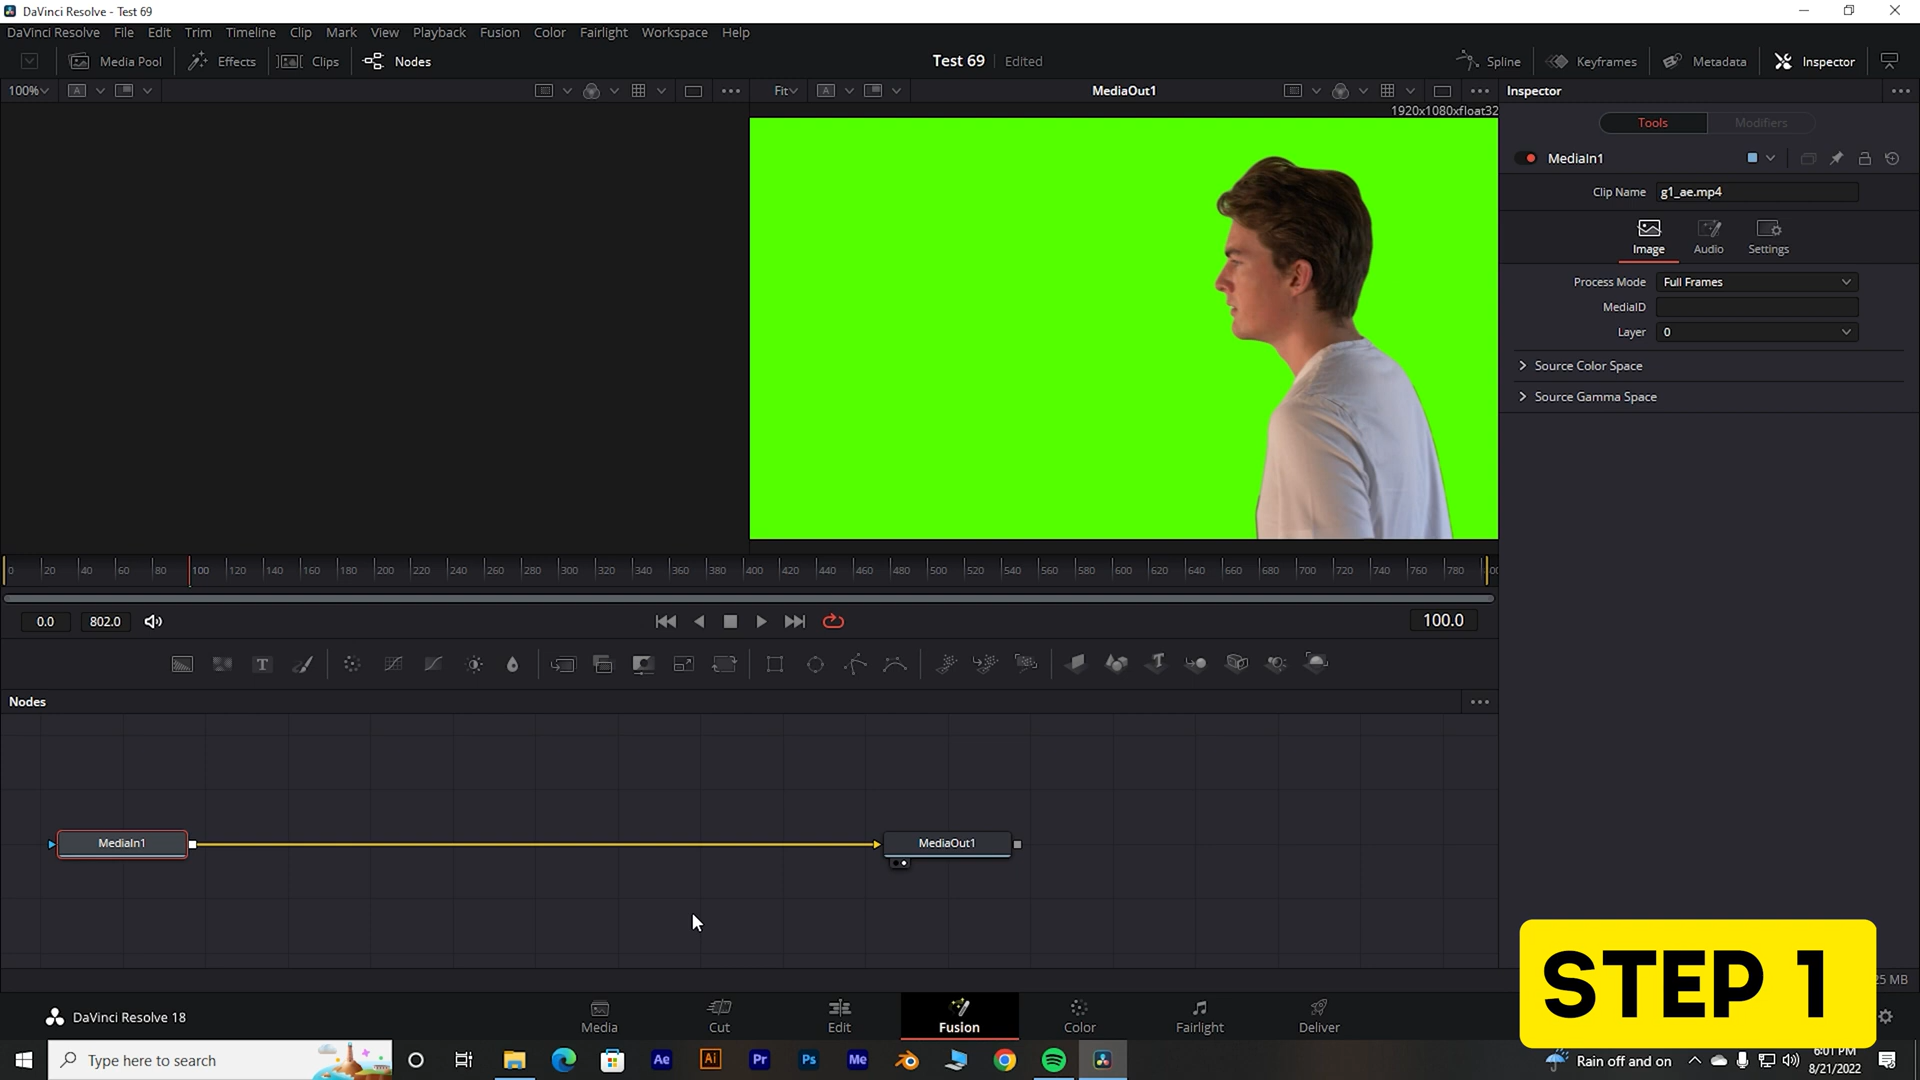 DaVinci Resolve - Test 69
DaVinci Resolve File Edit Trim Timeline Clip Mark View Playback Fusion Color Fairlight Workspace Help
Media Pool Effects Clips Nodes Test 69 Edited Spline Keyframes Metadata Inspector
100% A Fit A MediaOut1 Inspector
1920x1080xfloat32
Tools Modifiers
MediaIn1
Clip Name g1_ae.mp4
Image Audio Settings
Process Mode Full Frames
MediaID
Layer 0
Source Color Space
Source Gamma Space
0 20 40 60 80 100 120 140 160 180 200 220 240 260 280 300 320 340 360 380 400 420 440 460 480 500 520 540 560 580 600 620 640 660 680 700 720 740 760 780
0.0 802.0 100.0
T T
Nodes
MediaIn1 MediaOut1
STEP 1
25 MB
DaVinci Resolve 18
Media Cut Edit Fusion Color Fairlight Deliver
Type here to search Ae Ai Pr Ps Me Rain off and on 6:01 PM
8/21/2022